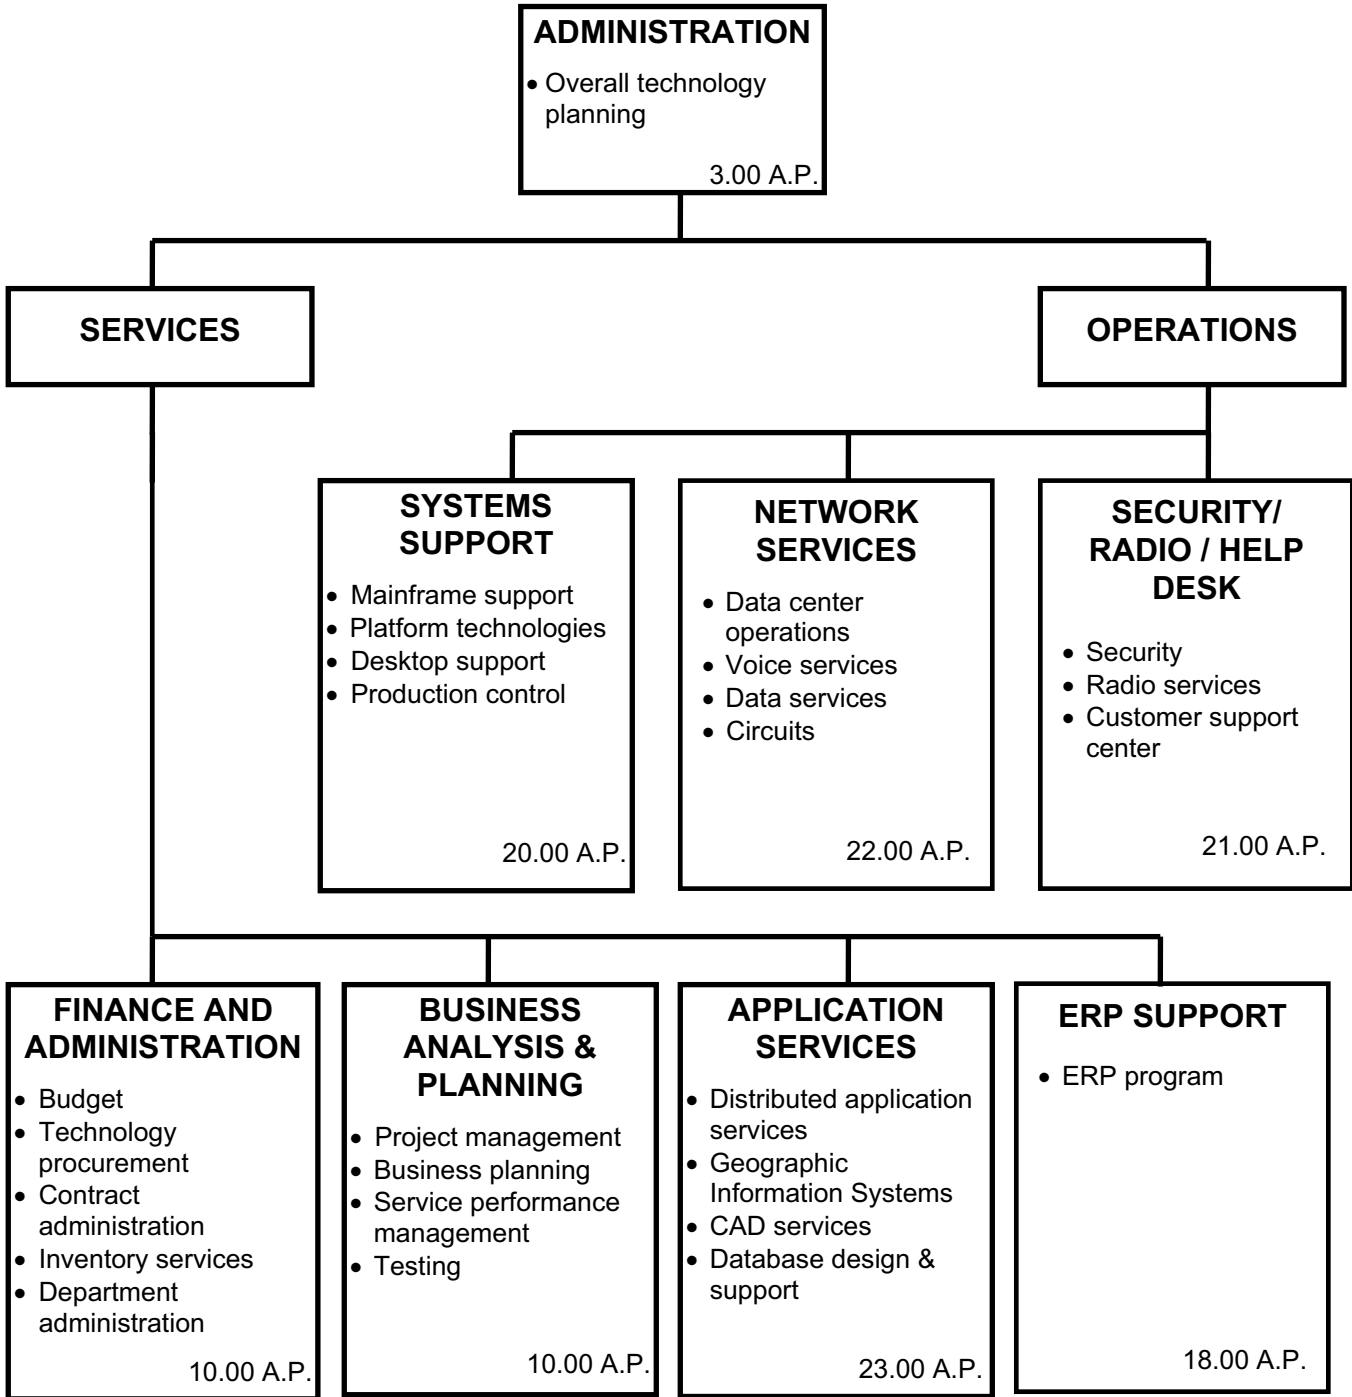 ADMINISTRATION
• Overall technology
planning
3.00 A.P.
SERVICES
OPERATIONS
SYSTEMS
SUPPORT
• Mainframe support
• Platform technologies
• Desktop support
• Production control
20.00 A.P.
NETWORK
SERVICES
• Data center
operations
• Voice services
• Data services
• Circuits
22.00 A.P.
SECURITY/
RADIO / HELP
DESK
• Security
• Radio services
• Customer support
center
21.00 A.P.
FINANCE AND
ADMINISTRATION
• Budget
• Technology
procurement
• Contract
administration
• Inventory services
• Department
administration
10.00 A.P.
BUSINESS
ANALYSIS &
PLANNING
• Project management
• Business planning
• Service performance
management
• Testing
10.00 A.P.
APPLICATION
SERVICES
• Distributed application
services
• Geographic
Information Systems
• CAD services
• Database design &
support
23.00 A.P.
ERP SUPPORT
• ERP program
18.00 A.P.